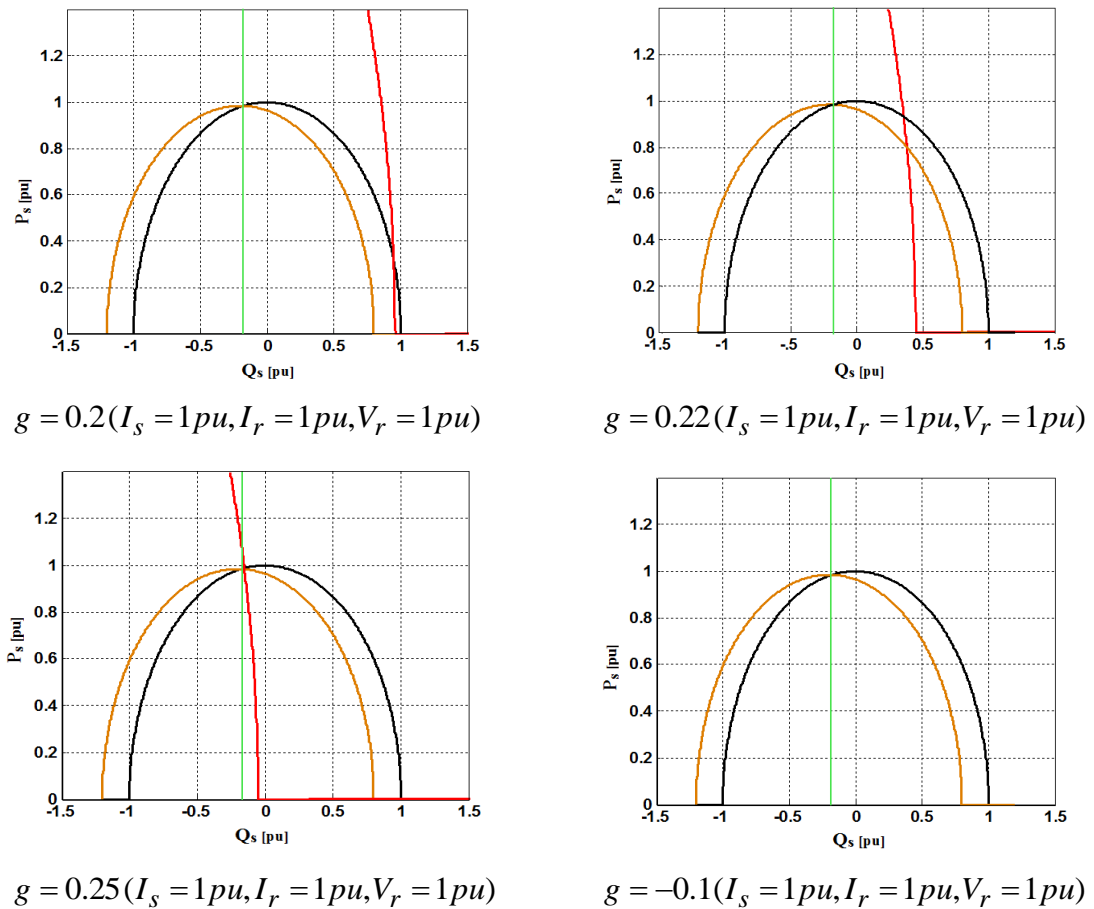 1.2
1
0.8
0.6
0.4
0.2
0
Pₛ [pu]
-1.5 -1 -0.5 0 0.5 1 1.5
Qₛ [pu]
g = 0.2(Iₛ = 1pu, Iᵣ = 1pu, Vᵣ = 1pu)
1.2
1
0.8
0.6
0.4
0.2
0
Pₛ [pu]
-1.5 -1 -.5 0 0.5 1 1.5
Qₛ [pu]
g = 0.22(Iₛ = 1pu, Iᵣ = 1pu, Vᵣ = 1pu)
1.2
1
0.8
0.6
0.4
0.2
0
Pₛ [pu]
-1.5 -1 -0.5 0 0.5 1 1.5
Qₛ [pu]
g = 0.25(Iₛ = 1pu, Iᵣ = 1pu, Vᵣ = 1pu)
1.2
1
0.8
0.6
0.4
0.2
0
Pₛ [pu]
-1.5 -1 -0.5 0 0.5 1 1.5
Qₛ [pu]
g = −0.1(Iₛ = 1pu, Iᵣ = 1pu, Vᵣ = 1pu)